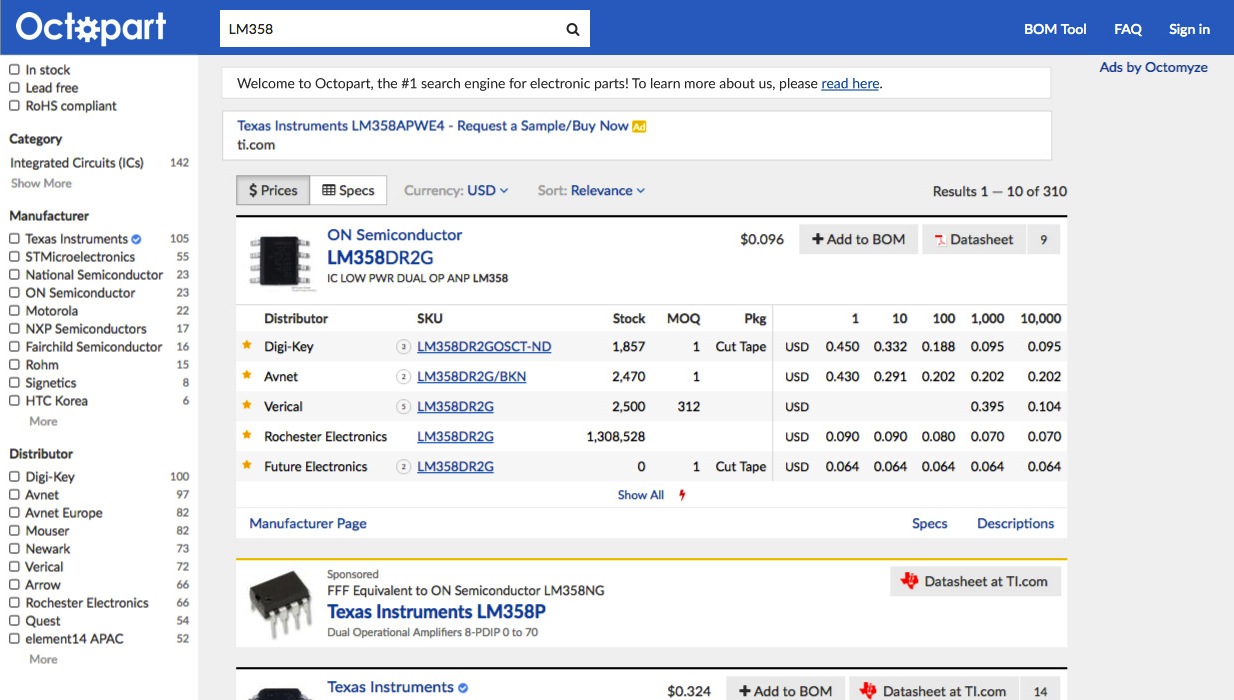 Octopart
LM358
BOM Tool FAQ Sign in
In stock
Lead free
RoHS compliant
Category
Integrated Circuits (ICs) 142
Show More
Manufacturer
Texas Instruments 105
STMicroelectronics 55
National Semiconductor 23
ON Semiconductor 23
Motorola 22
NXP Semiconductors 17
Fairchild Semiconductor 16
Rohm 15
Signetics 8
HTC Korea 6
More
Distributor
Digi-Key 100
Avnet 97
Avnet Europe 82
Mouser 82
Newark 73
Verical 72
Arrow 66
Rochester Electronics 66
Quest 54
element14 APAC 52
More
Welcome to Octopart, the #1 search engine for electronic parts! To learn more about us, please read here.
Ads by Octomyze
Texas Instruments LM358APWE4 - Request a Sample/Buy Now Ad
ti.com
$ Prices Specs Currency: USD Sort: Relevance Results 1 — 10 of 310
ON Semiconductor
LM358DR2G
IC LOW PWR DUAL OP ANP LM358
$0.096 + Add to BOM Datasheet 9
Distributor SKU Stock MOQ Pkg 1 10 100 1,000 10,000
Digi-Key 3 LM358DR2GOSCT-ND 1,857 1 Cut Tape USD 0.450 0.332 0.188 0.095 0.095
Avnet 2 LM358DR2G/BKN 2,470 1 USD 0.430 0.291 0.202 0.202 0.202
Verical 5 LM358DR2G 2,500 312 USD 0.395 0.104
Rochester Electronics LM358DR2G 1,308,528 USD 0.090 0.090 0.080 0.070 0.070
Future Electronics 2 LM358DR2G 0 1 Cut Tape USD 0.064 0.064 0.064 0.064 0.064
Show All
Manufacturer Page Specs Descriptions
Sponsored
FFF Equivalent to ON Semiconductor LM358NG
Texas Instruments LM358P
Dual Operational Amplifiers 8-PDIP 0 to 70
Datasheet at TI.com
Texas Instruments
$0.324 + Add to BOM Datasheet at TI.com 14